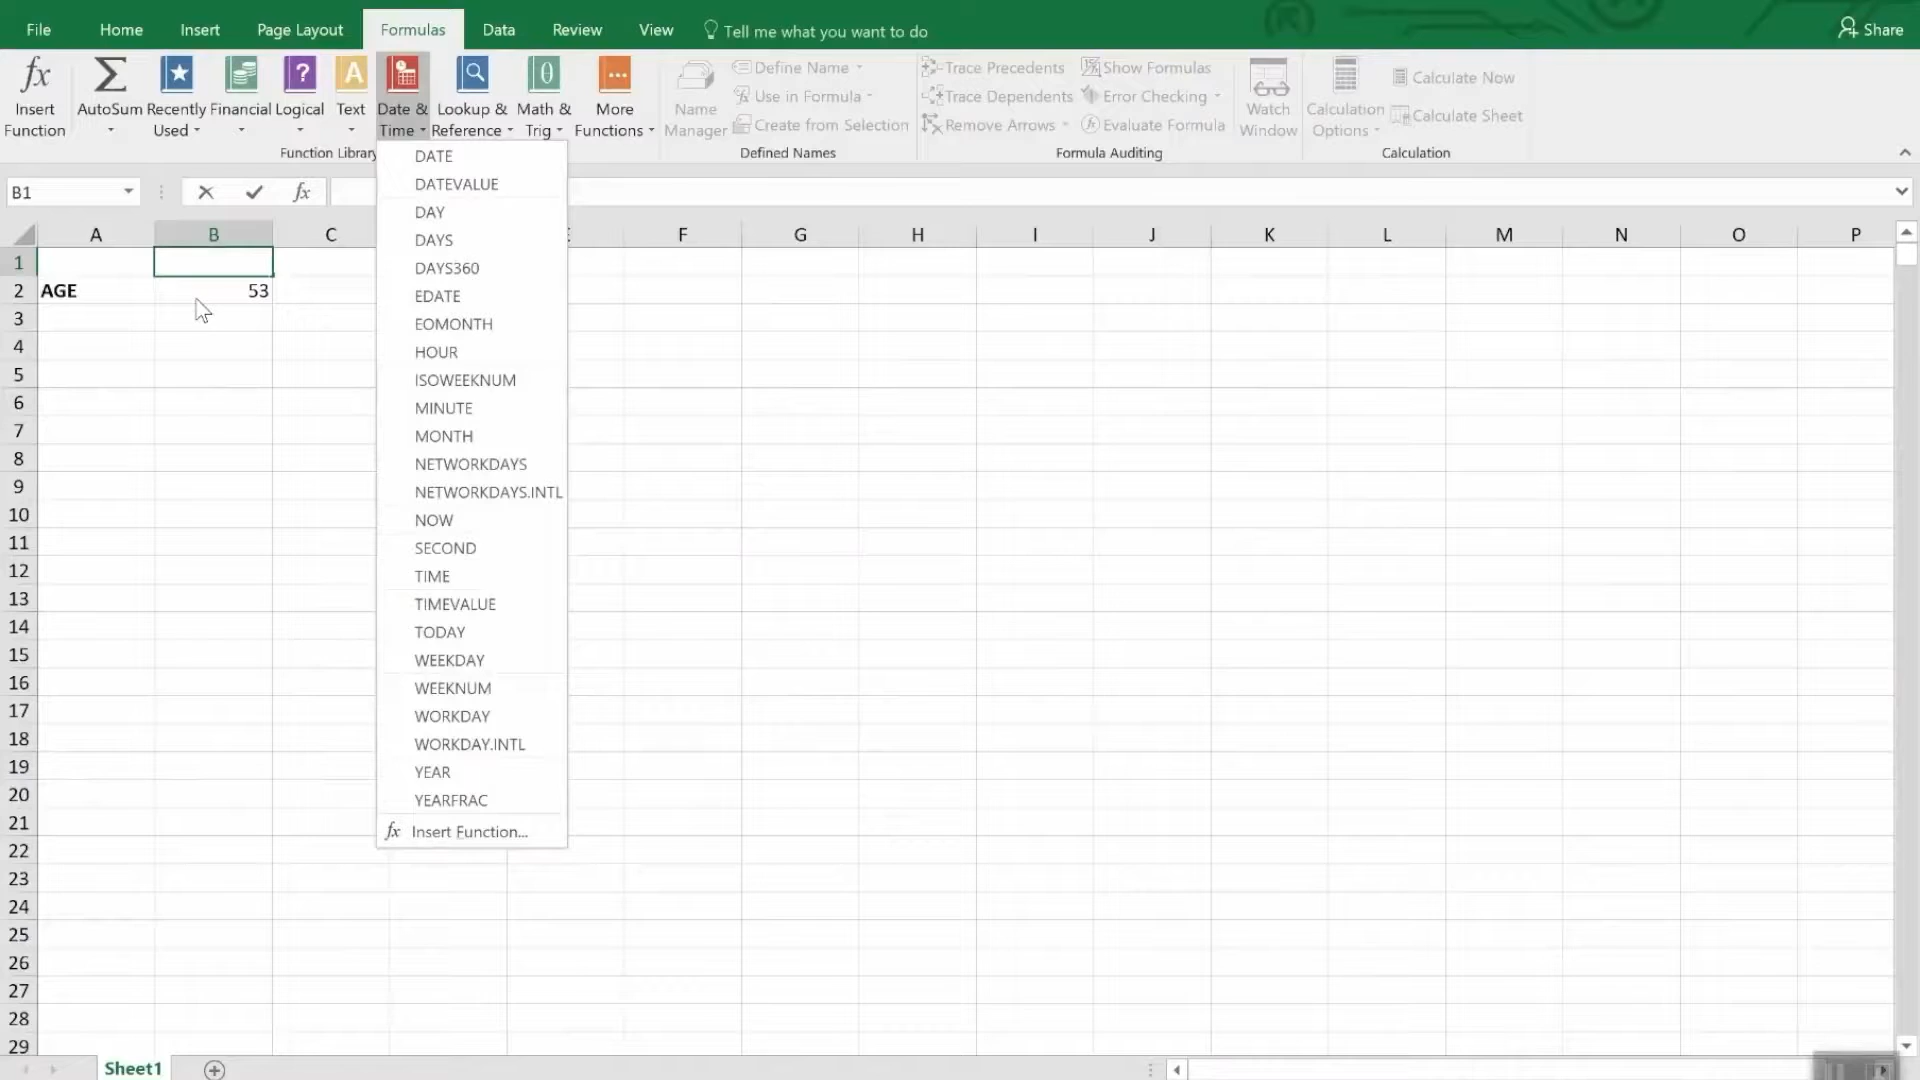 File Home Insert Page Layout Formulas Data Review View Tell me what you want to do Share
Insert Function
AutoSum
Recently Used
Financial
Logical
Text
Date & Time
Lookup & Reference
Math & Trig
More Functions
Function Library
Name Manager
Define Name
Use in Formula
Create from Selection
Defined Names
Trace Precedents
Trace Dependents
Remove Arrows
Show Formulas
Error Checking
Evaluate Formula
Formula Auditing
Watch Window
Calculation Options
Calculate Now
Calculate Sheet
Calculation
B1 fx
A B C E F G H I J K L M N O P
1
2 AGE 53
3
4
5
6
7
8
9
10
11
12
13
14
15
16
17
18
19
20
21
22
23
24
25
26
27
28
29
DATE
DATEVALUE
DAY
DAYS
DAYS360
EDATE
EOMONTH
HOUR
ISOWEEKNUM
MINUTE
MONTH
NETWORKDAYS
NETWORKDAYS.INTL
NOW
SECOND
TIME
TIMEVALUE
TODAY
WEEKDAY
WEEKNUM
WORKDAY
WORKDAY.INTL
YEAR
YEARFRAC
fx Insert Function...
Sheet1